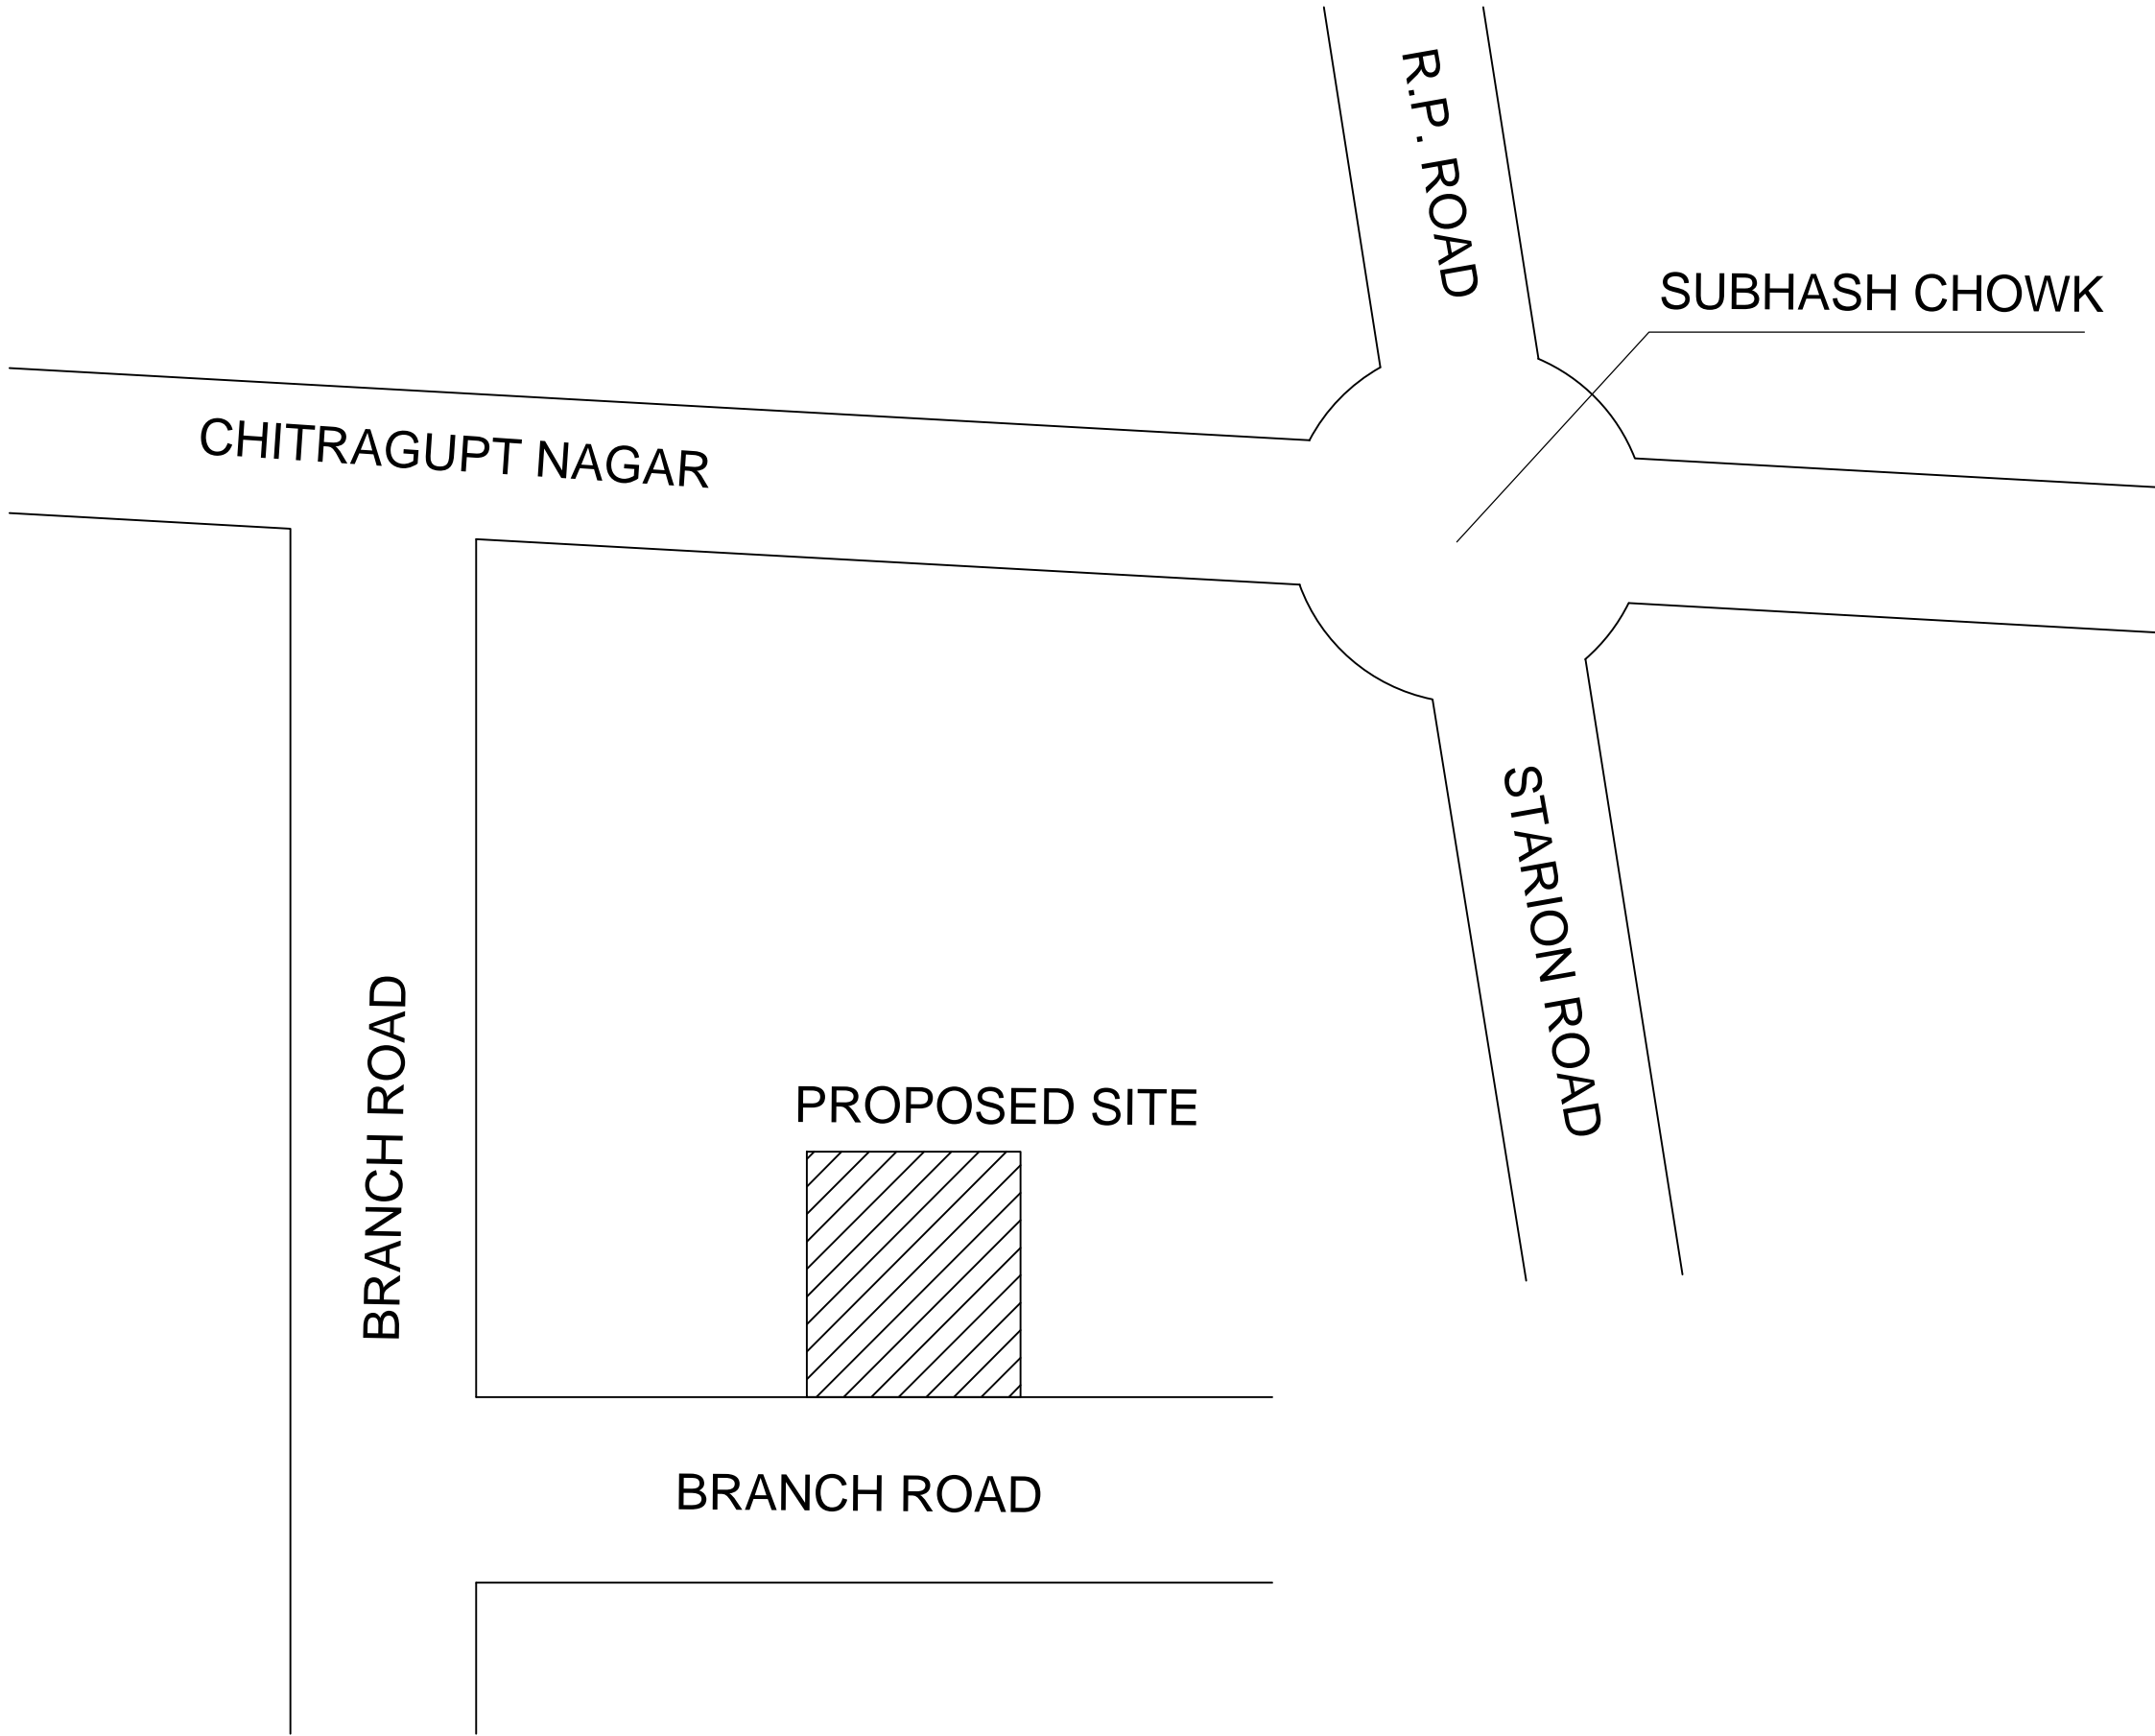 R.P. ROAD
SUBHASH CHOWK
CHITRAGUPT NAGAR
STARION ROAD
BRANCH ROAD
PROPOSED SITE
BRANCH ROAD